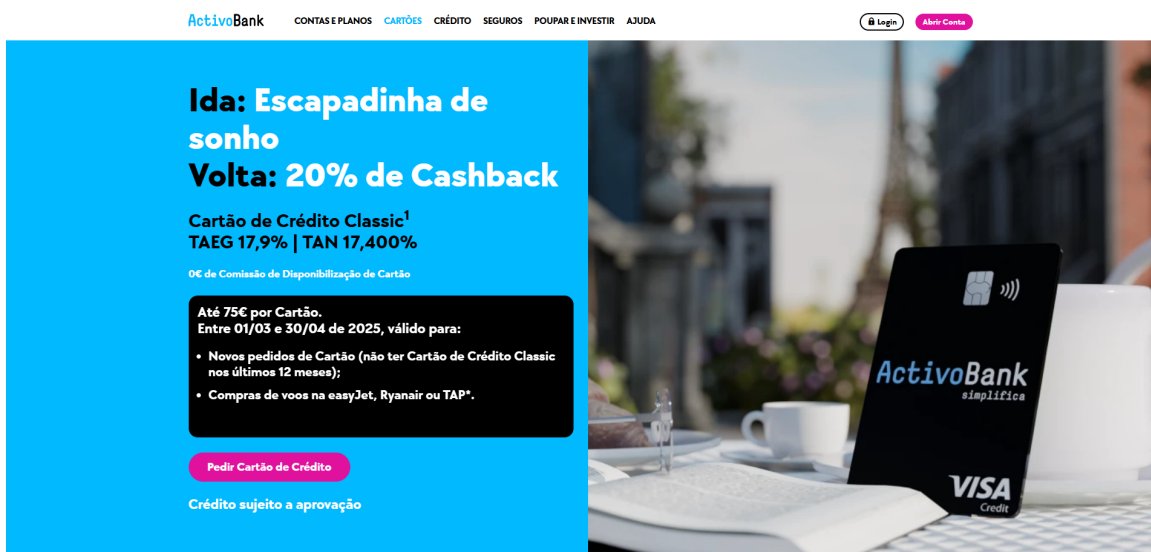 ActivoBank CONTAS E PLANOS CARTÕES CRÉDITO SEGUROS POUPAR E INVESTIR AJUDA Login Abrir Conta
Ida: Escapadinha de
sonho
Volta: 20% de Cashback
Cartão de Crédito Classic¹
TAEG 17,9% | TAN 17,400%
0€ de Comissão de Disponibilização de Cartão
Até 75€ por Cartão.
Entre 01/03 e 30/04 de 2025, válido para:
• Novos pedidos de Cartão (não ter Cartão de Crédito Classic
nos últimos 12 meses);
• Compras de voos na easyJet, Ryanair ou TAP*.
Pedir Cartão de Crédito
Crédito sujeito a aprovação
ActivoBank
simplifica
VISA
Credit